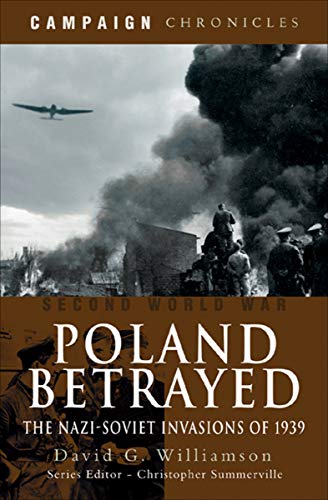 CAMPAIGN CHRONICLES
SECOND WORLD WAR
POLAND
BETRAYED
THE NAZI-SOVIET INVASIONS OF 1939
David G. Williamson
Series Editor - Christopher Summerville